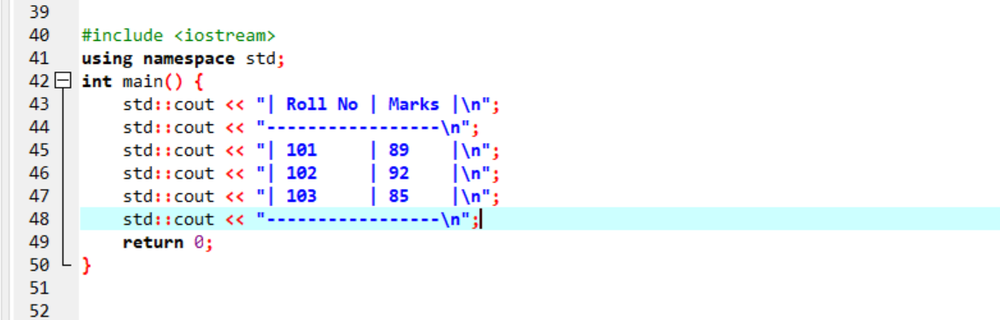 39
40 #include <iostream>
41 using namespace std;
42 int main() {
43     std::cout << "| Roll No | Marks |\n";
44     std::cout << "-----------------\n";
45     std::cout << "| 101     | 89    |\n";
46     std::cout << "| 102     | 92    |\n";
47     std::cout << "| 103     | 85    |\n";
48     std::cout << "-----------------\n";
49     return 0;
50 }
51
52